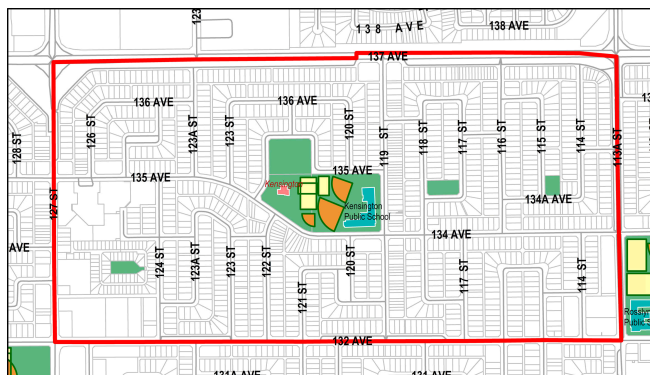 138 AVE
138 AVE
123
137 AVE
136 AVE
136 AVE
128 ST
126 ST
123A ST
123 ST
120 ST
119 ST
118 ST
117 ST
116 ST
115 ST
114 ST
113A ST
135 AVE
135 AVE
Kensington
Kensington
Public School
134A AVE
127 ST
AVE
134 AVE
124 ST
123A ST
123 ST
122 ST
121 ST
120 ST
117 ST
114 ST
Rosslyn
Public S
132 AVE
131A AVE
131 AVE